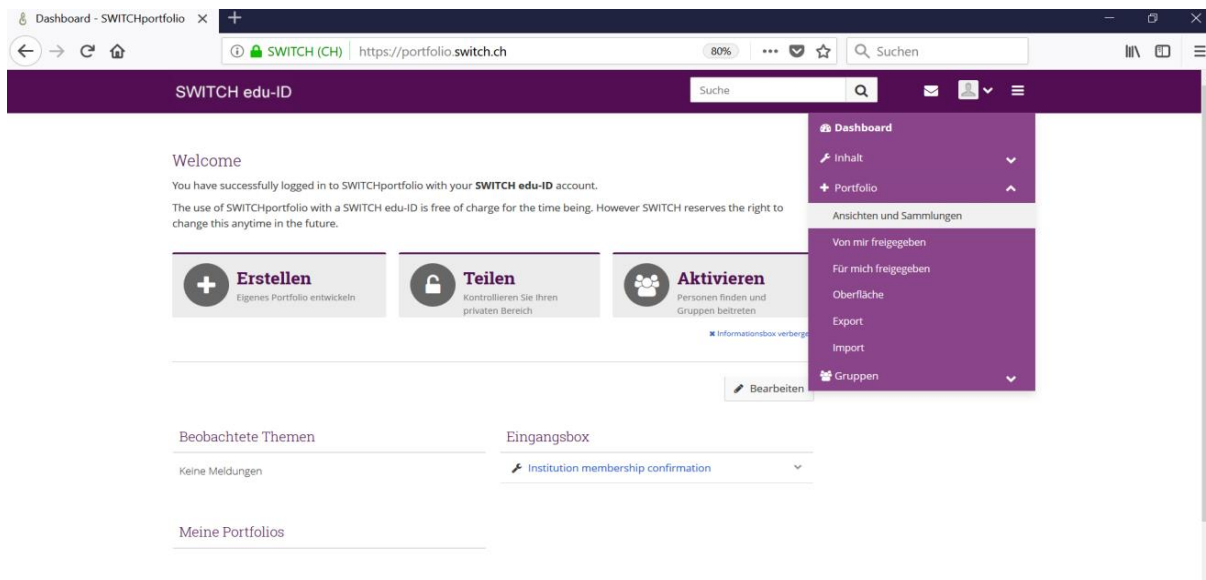 Dashboard - SWITCHportfolio
SWITCH (CH) https://portfolio.switch.ch 80% Suchen
SWITCH edu-ID Suche
Dashboard
Inhalt
Portfolio
Ansichten und Sammlungen
Von mir freigegeben
Für mich freigegeben
Oberfläche
Export
Import
Gruppen
Welcome
You have successfully logged in to SWITCHportfolio with your SWITCH edu-ID account.
The use of SWITCHportfolio with a SWITCH edu-ID is free of charge for the time being. However SWITCH reserves the right to
change this anytime in the future.
Erstellen
Eigenes Portfolio entwickeln
Teilen
Kontrollieren Sie Ihren
privaten Bereich
Aktivieren
Personen finden und
Gruppen beitreten
Informationsbox verberge
Bearbeiten
Beobachtete Themen
Keine Meldungen
Eingangsbox
Institution membership confirmation
Meine Portfolios